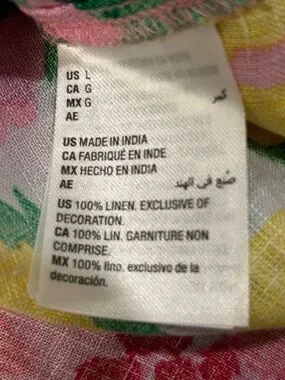 US L
CA G
MX G
AE كبير
US MADE IN INDIA
CA FABRIQUÉ EN INDE
MX HECHO EN INDIA
AE صنع في الهند
US 100% LINEN. EXCLUSIVE OF
DECORATION.
CA 100% LIN. GARNITURE NON
COMPRISE.
MX 100% lino. exclusivo de la
decoración.